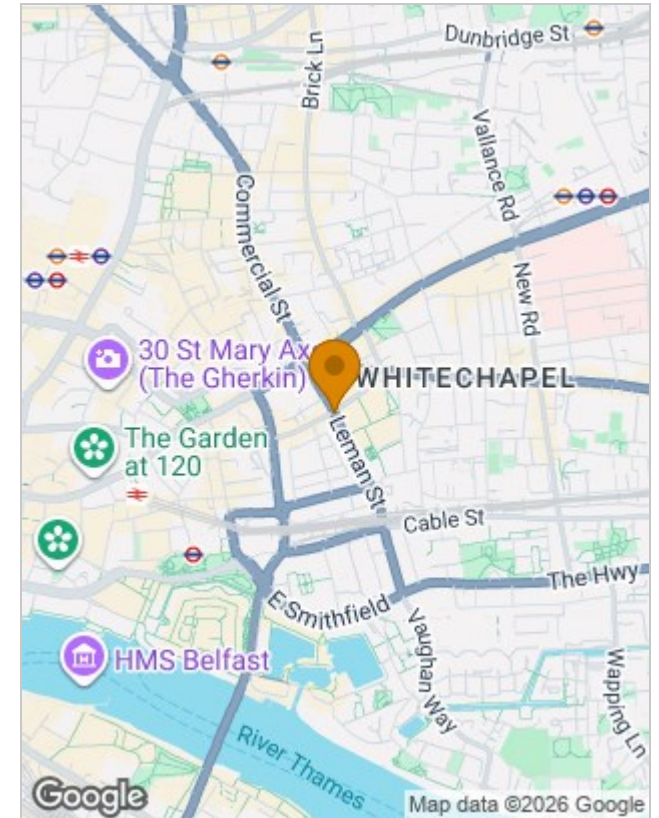 Dunbridge St
Brick Ln
Vallance Rd
Commercial St
New Rd
30 St Mary Axe
(The Gherkin)
WHITECHAPEL
The Garden
at 120
Leman St
Cable St
The Hwy
E Smithfield
HMS Belfast
Vaughan Way
Wapping Ln
River Thames
Google
Map data ©2026 Google